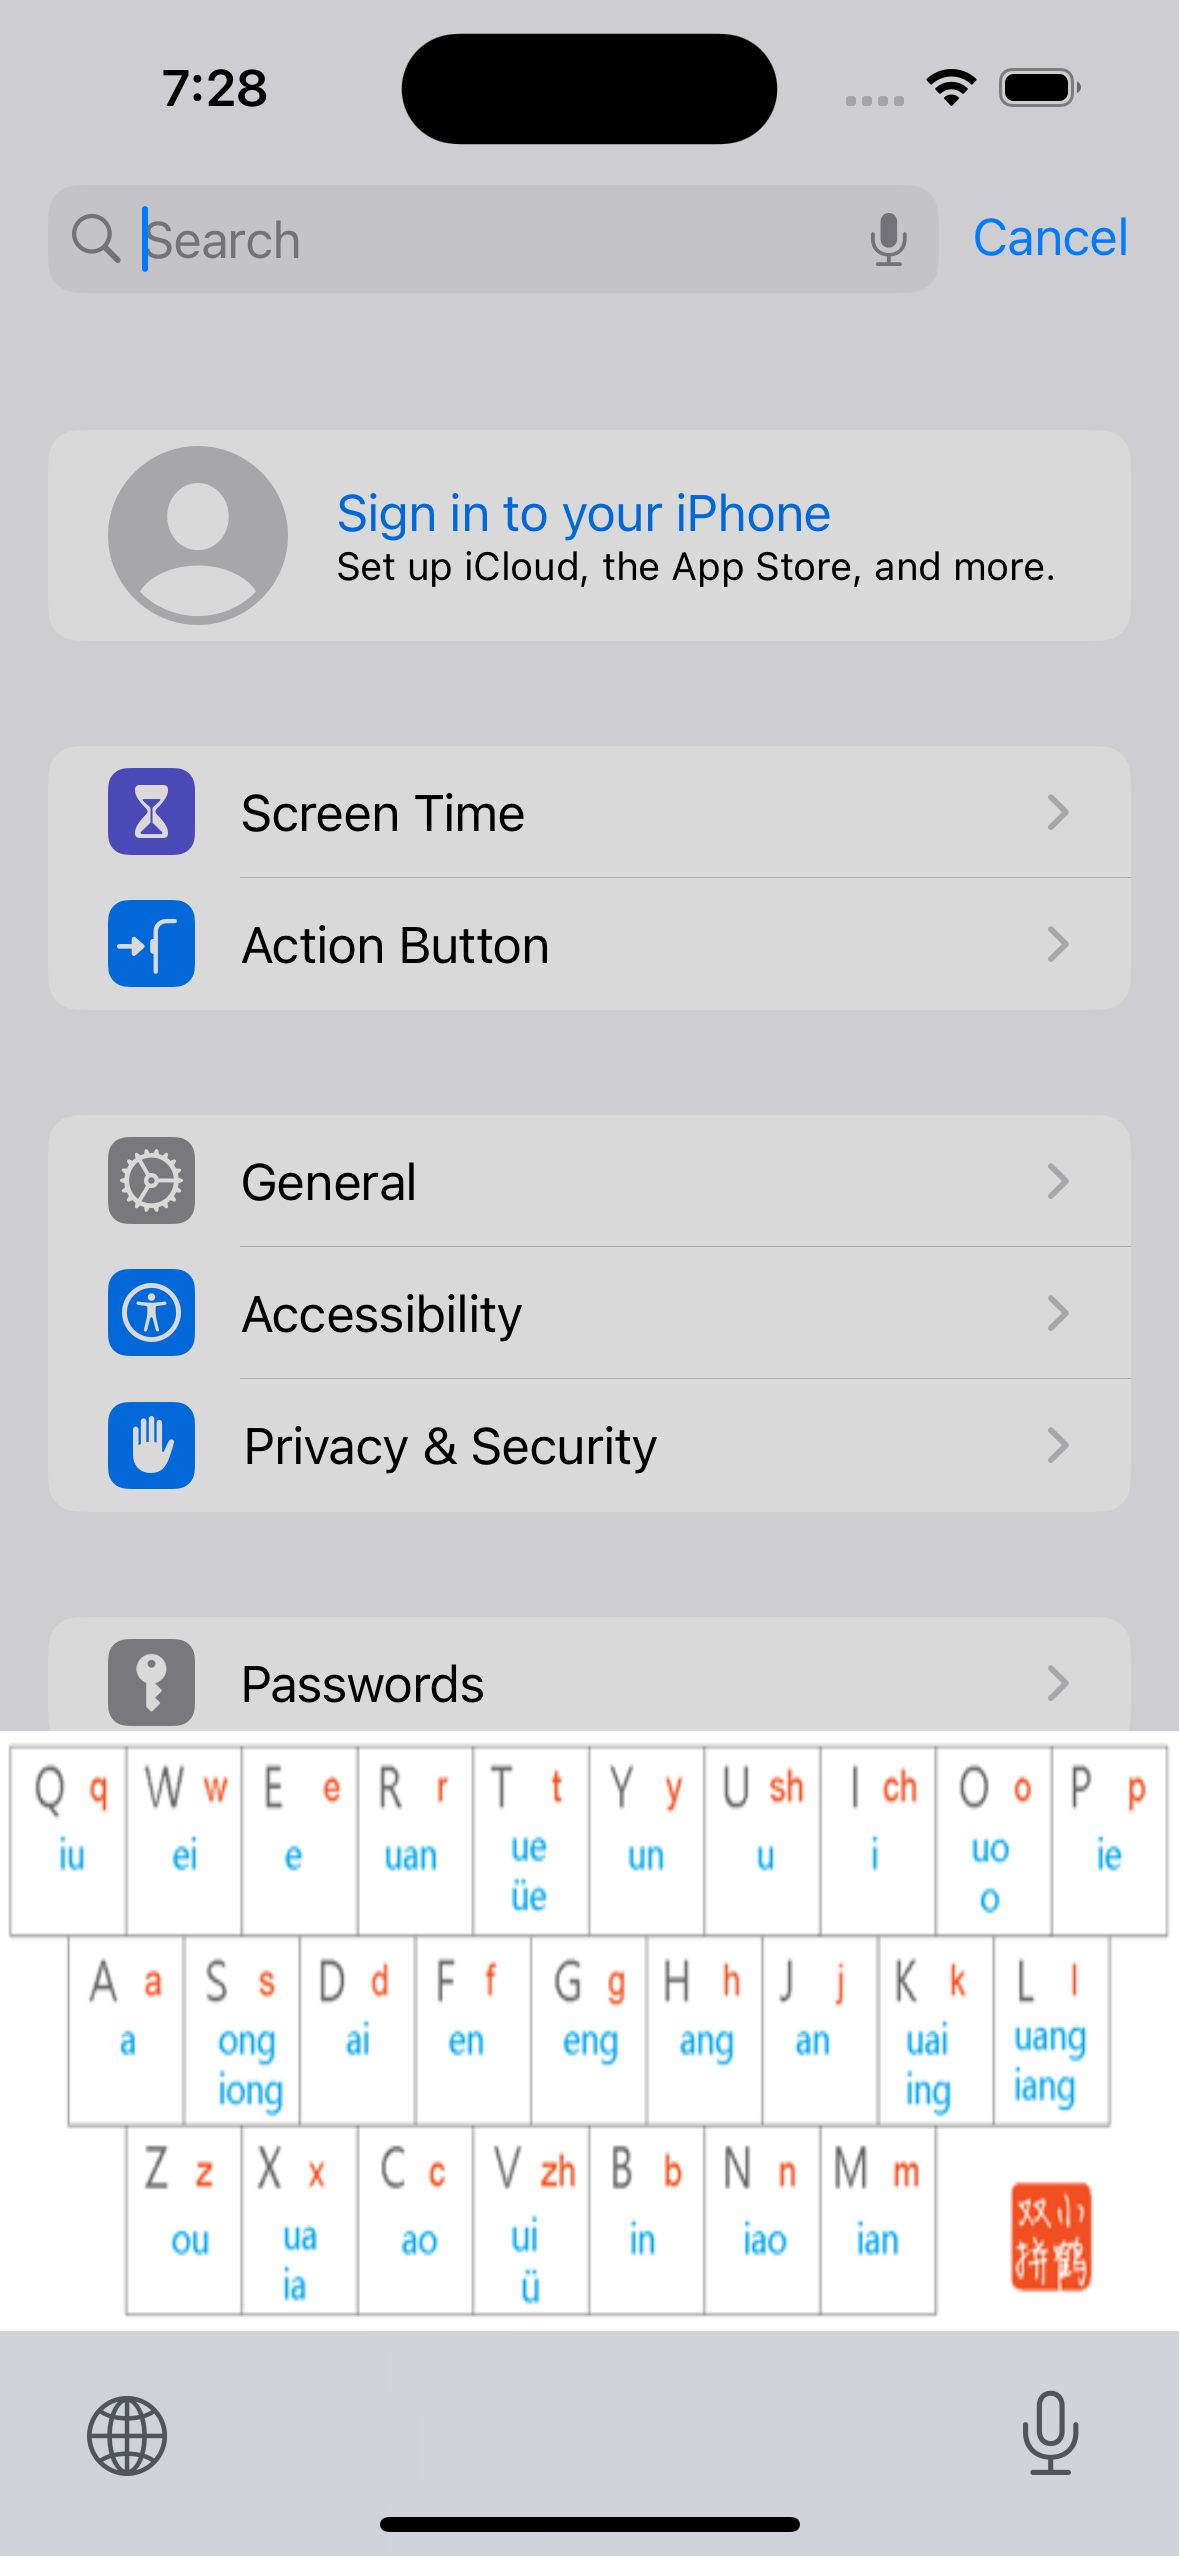 7:28
Search
Cancel
Sign in to your iPhone
Set up iCloud, the App Store, and more.
Screen Time
Action Button
General
Accessibility
Privacy & Security
Passwords
Q q W w E e R r T t Y y U sh I ch O o P p
iu ei e uan ue un u i uo ie
üe o
A a S s D d F f G g H h J j K k L l
a ong ai en eng ang an uai uang
iong ing iang
Z z X x C c V zh B b N n M m
ou ua ao ui in iao ian
ia ü
小鹤
双拼